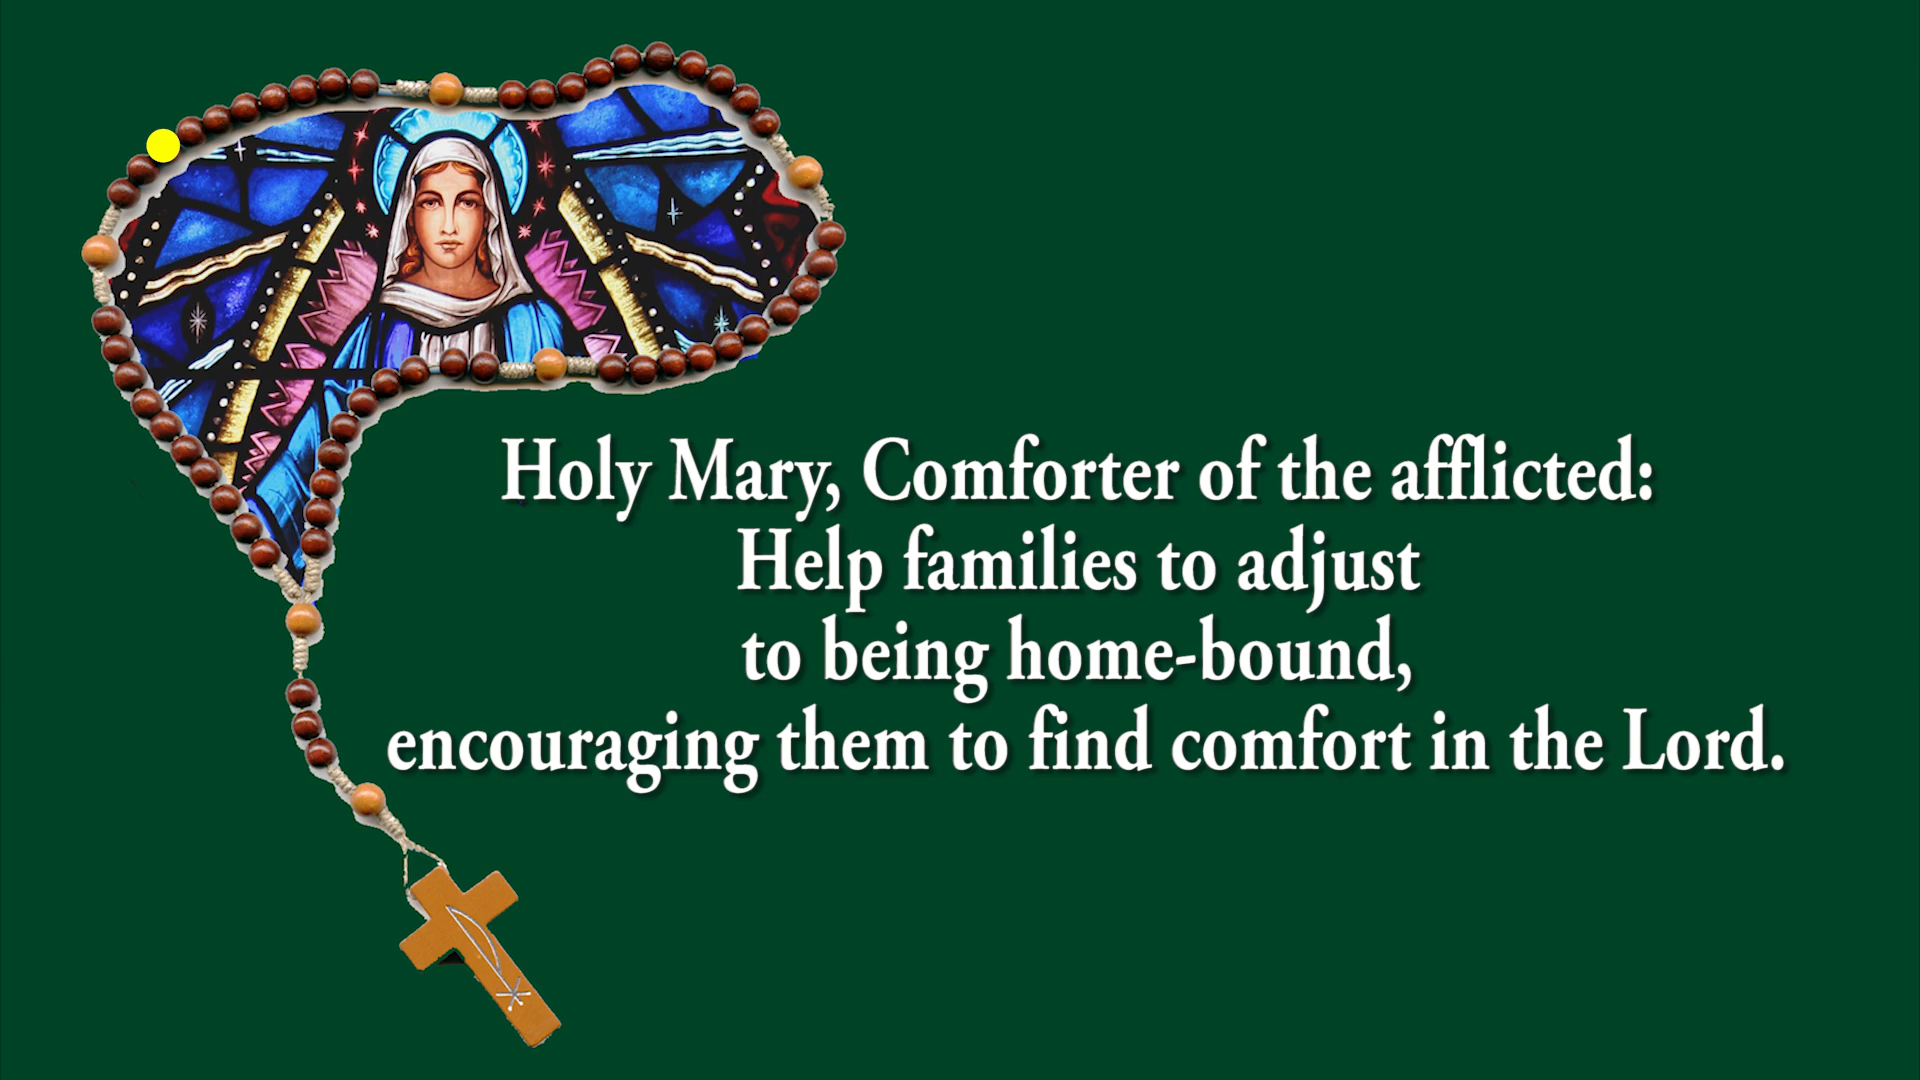 Holy Mary, Comforter of the afflicted:
Help families to adjust
to being home-bound,
encouraging them to find comfort in the Lord.